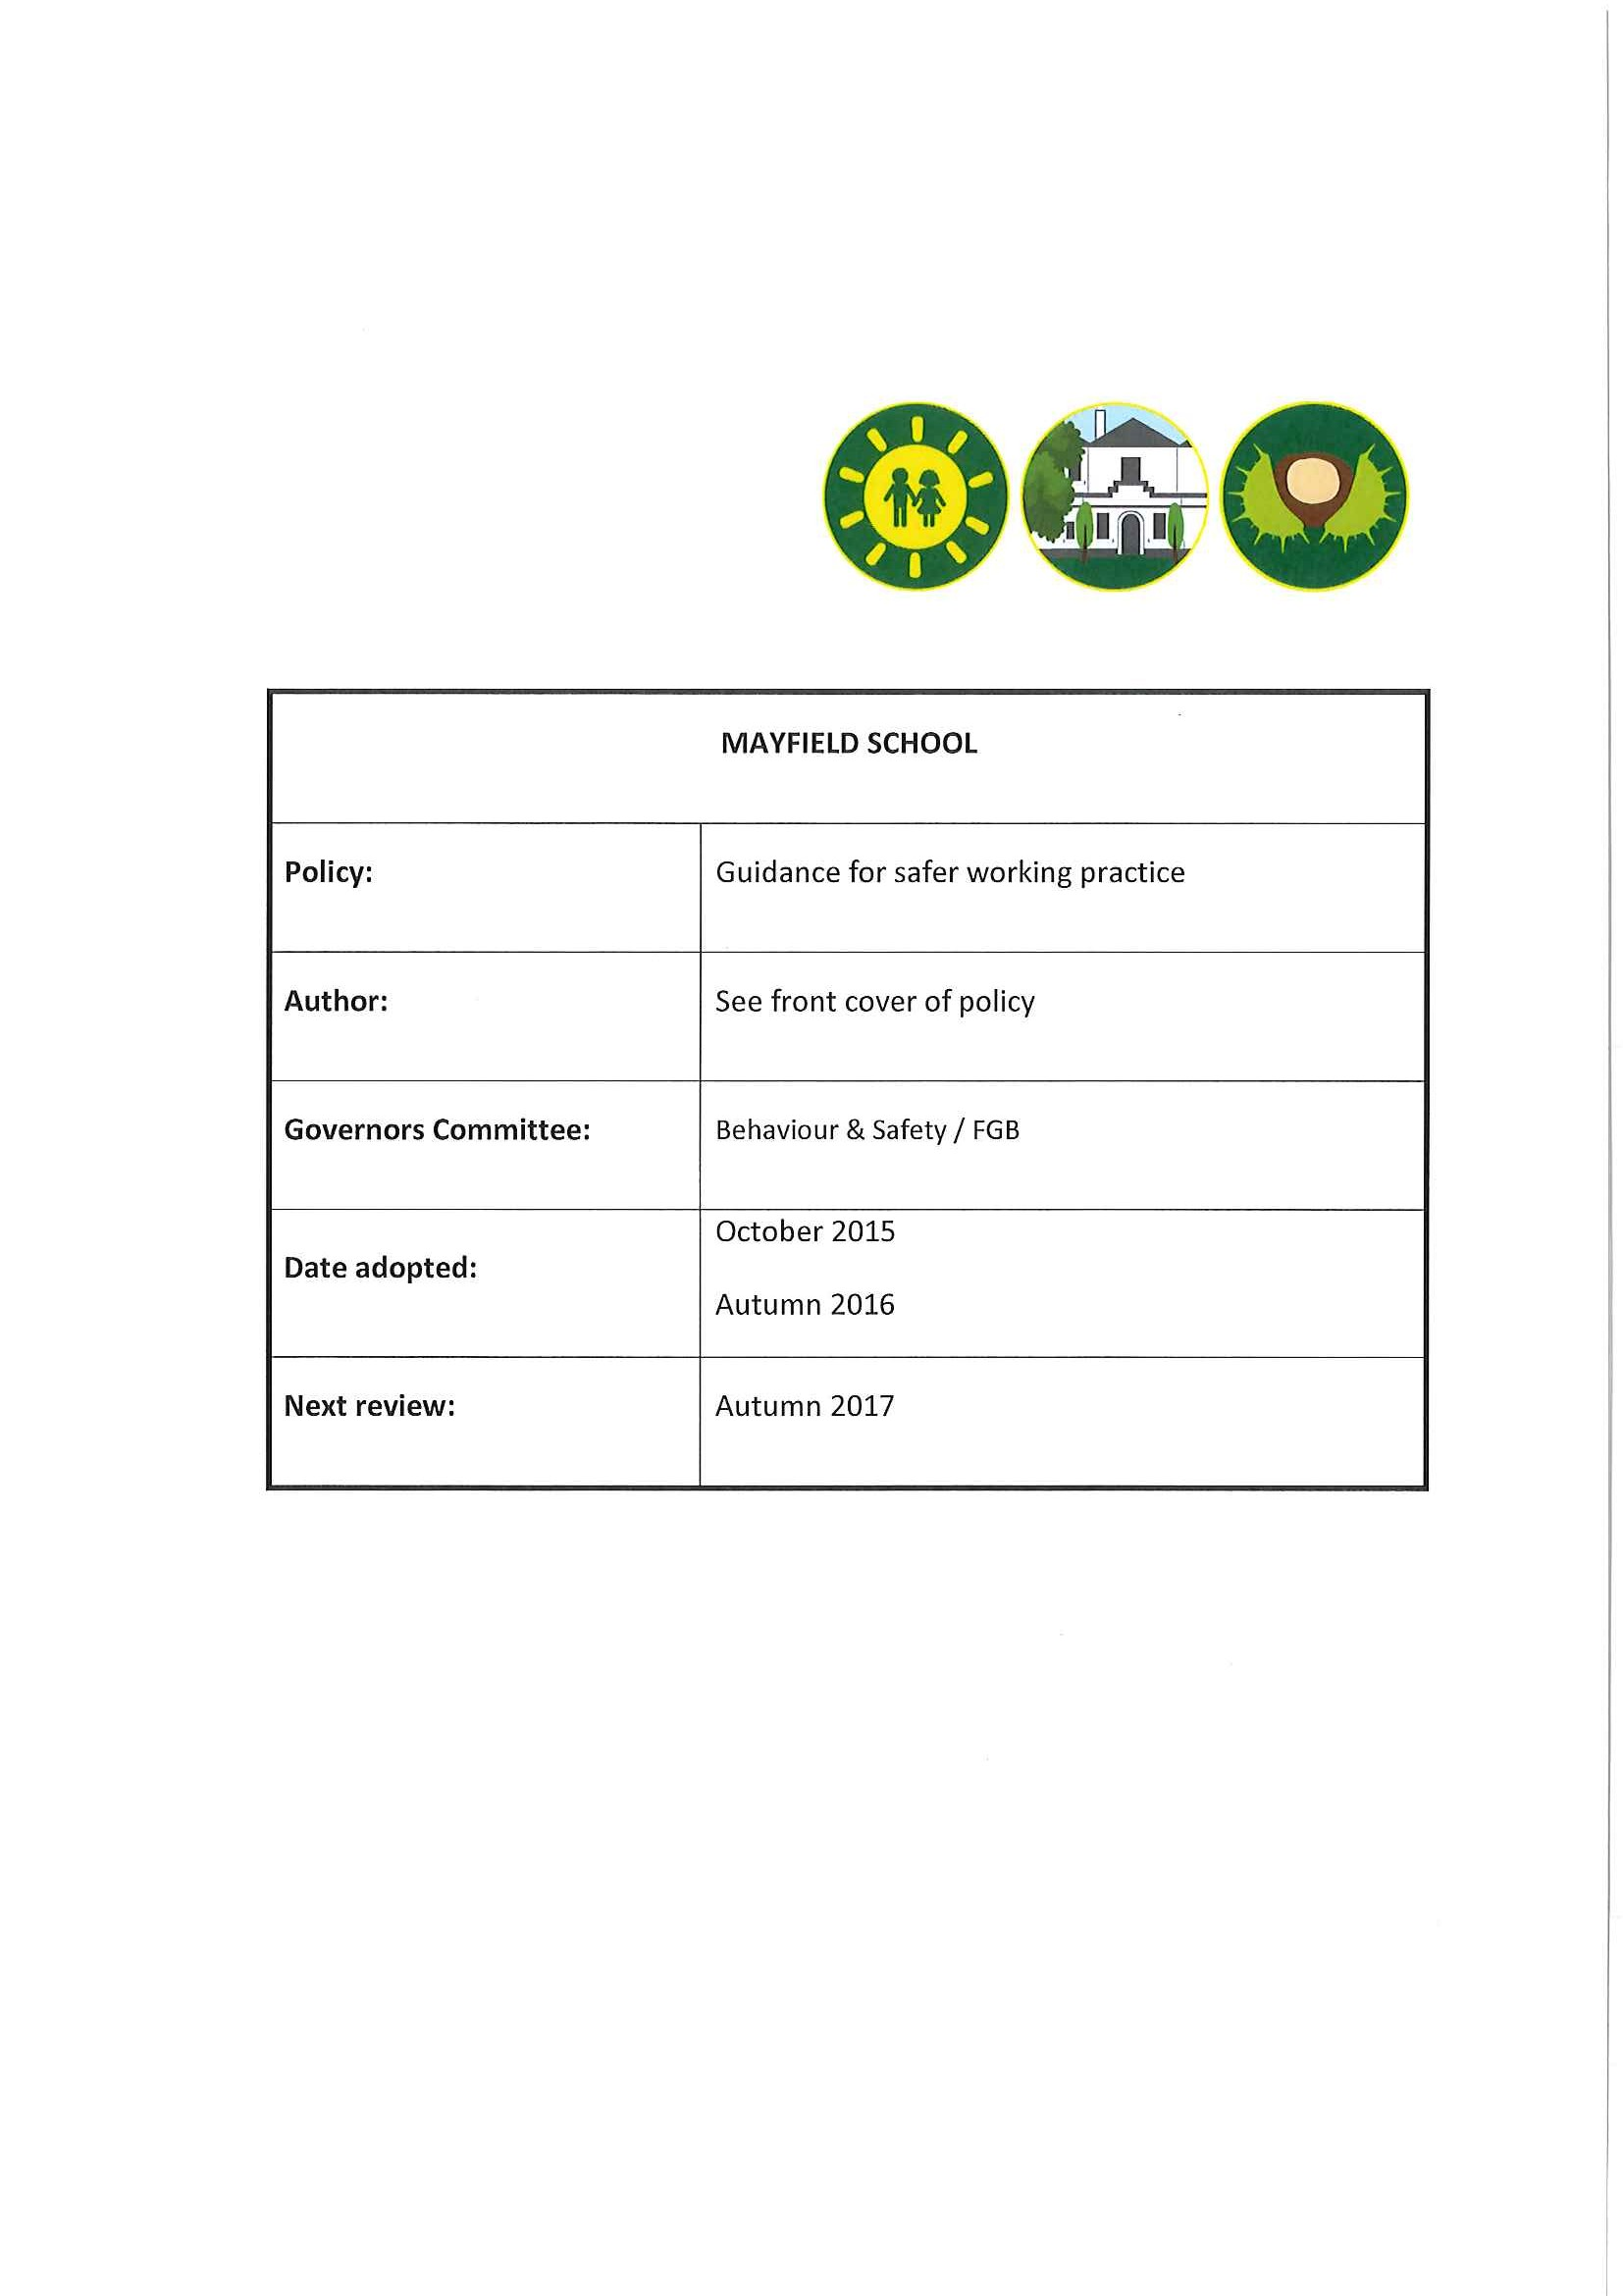 MAYFIELD SCHOOL
Policy:
Guidance for safer working practice
Author:
See front cover of policy
Governors Committee:
Behaviour & Safety / FGB
Date adopted:
October 2015
Autumn 2016
Next review:
Autumn 2017